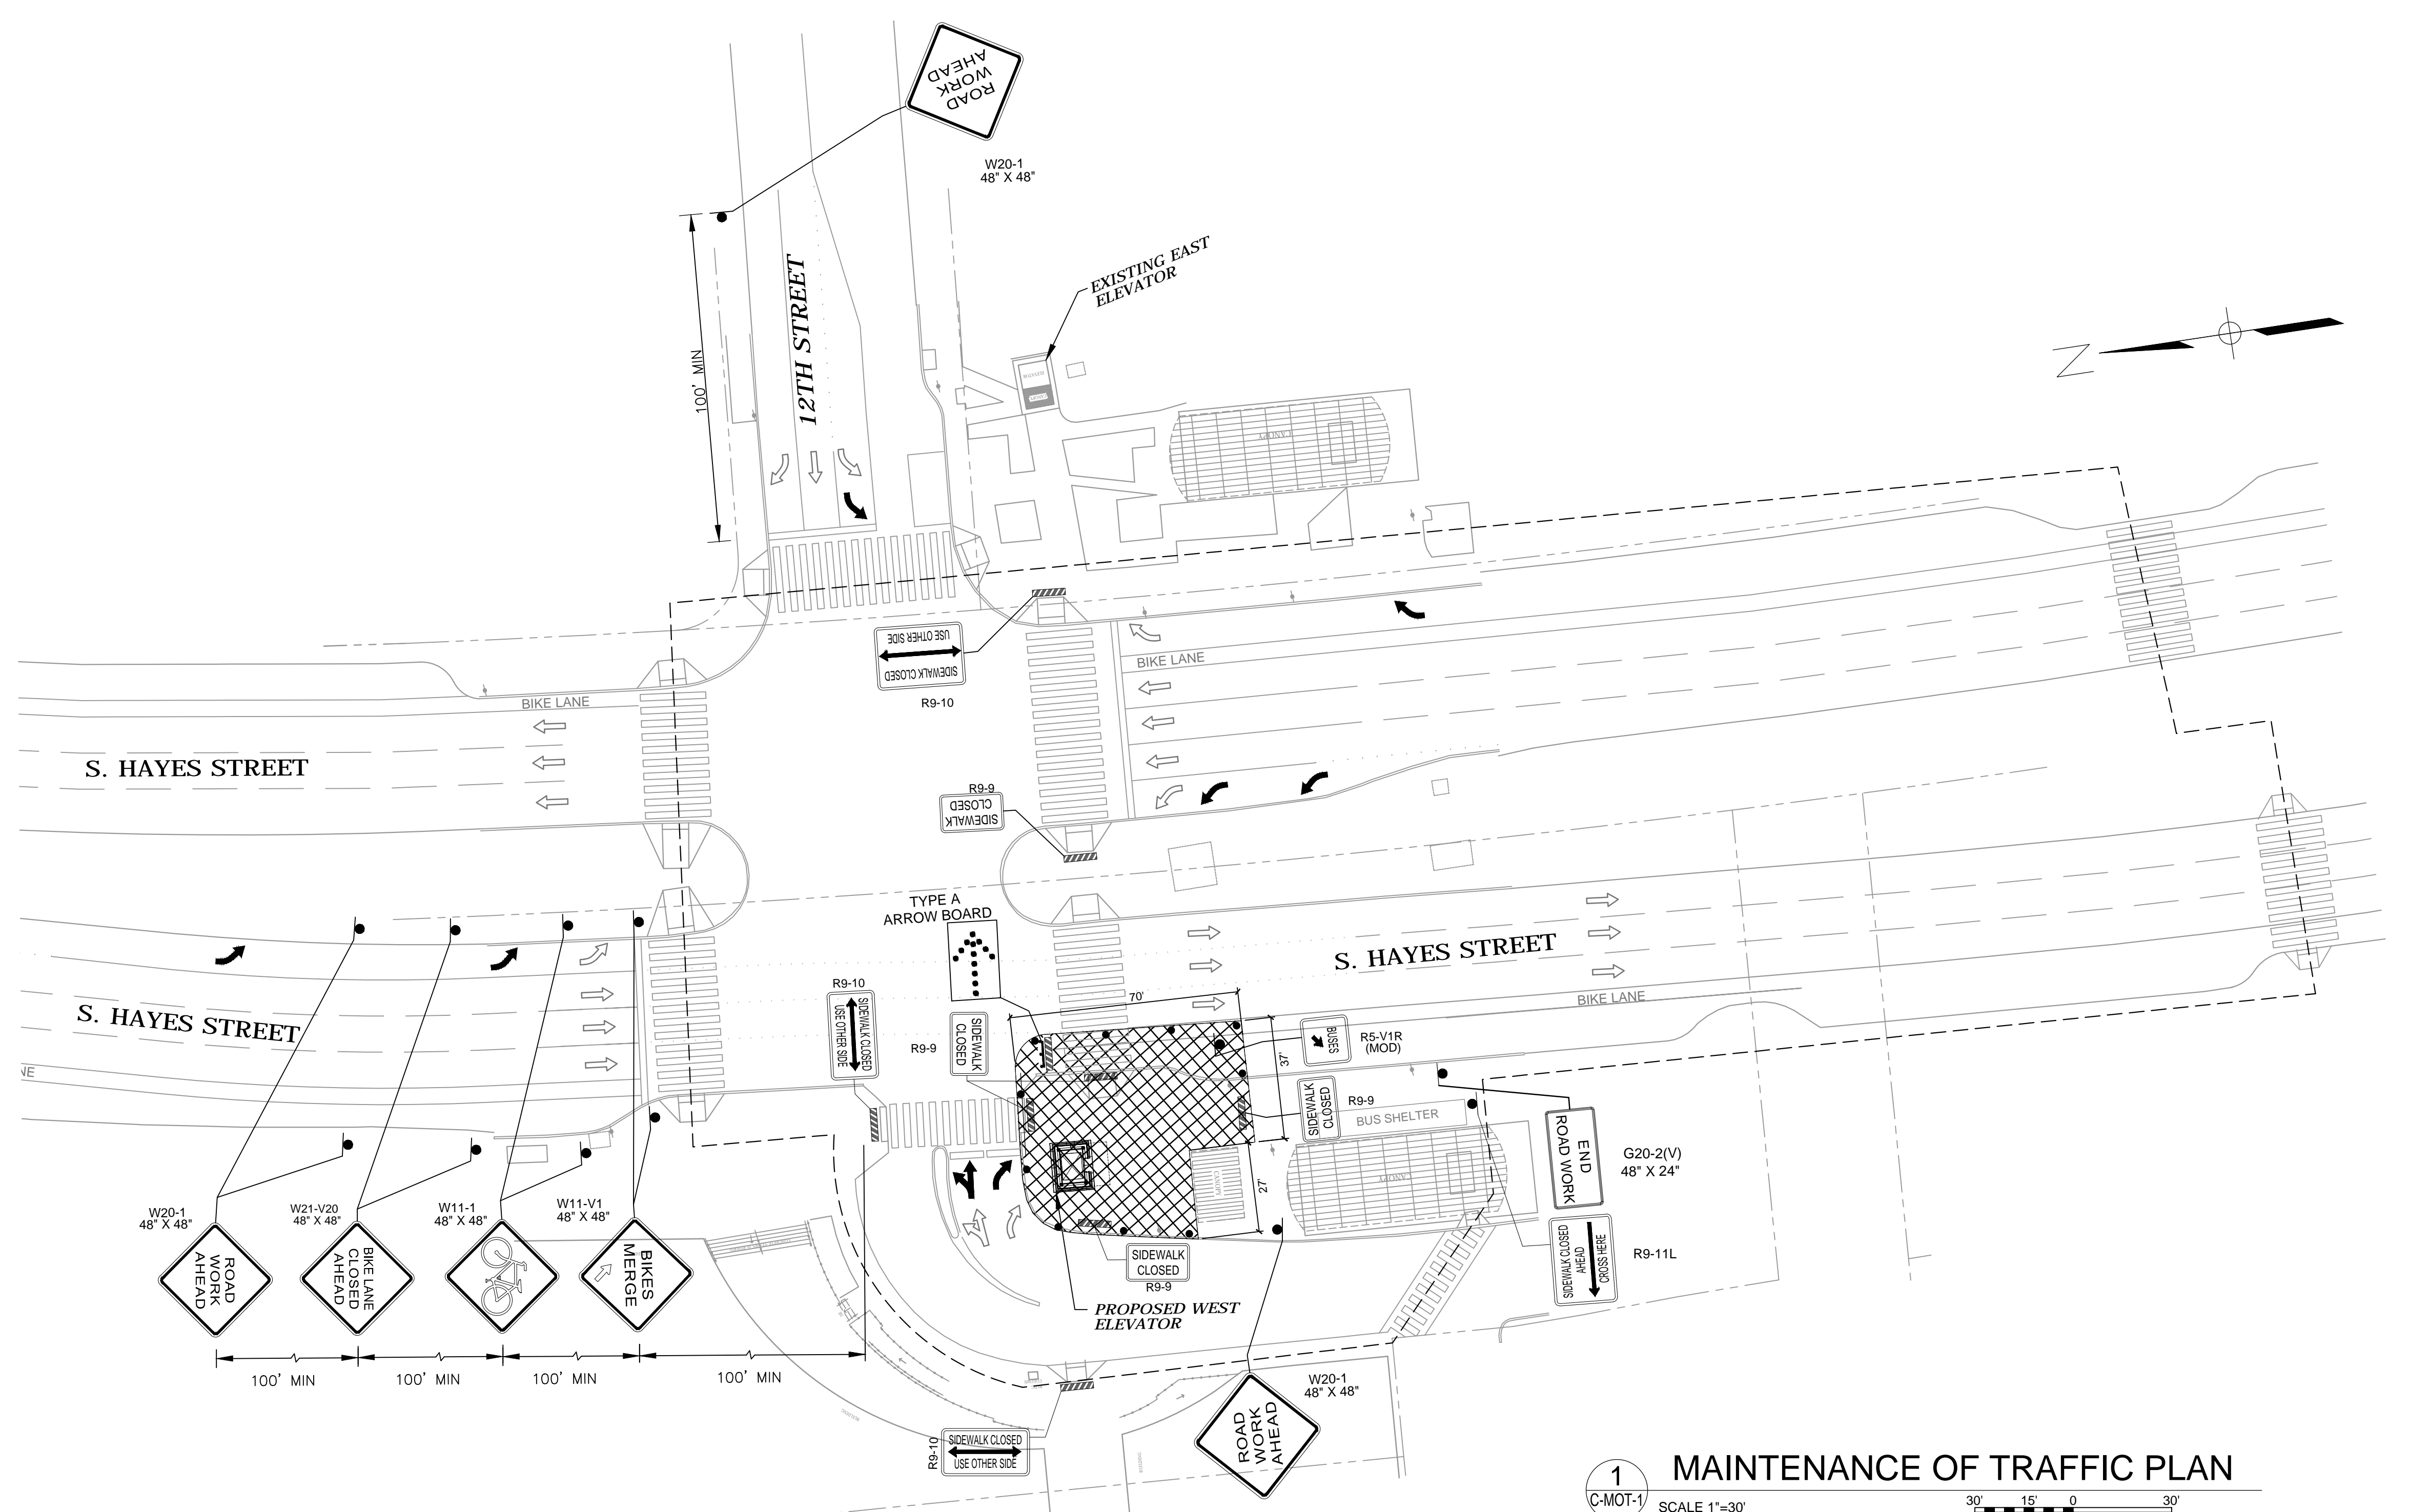 ROAD
WORK
AHEAD
W20-1
48" X 48"
100' MIN
12TH STREET
EXISTING EAST
ELEVATOR
ELEVATOR
CANOPY
CANOPY
N
SIDEWALK CLOSED
USE OTHER SIDE
R9-10
BIKE LANE
BIKE LANE
S. HAYES STREET
R9-9
SIDEWALK
CLOSED
TYPE A
ARROW BOARD
S. HAYES STREET
BIKE LANE
S. HAYES STREET
NE
R9-10
SIDEWALK CLOSED
USE OTHER SIDE
R9-9
SIDEWALK
CLOSED
70'
37'
27'
BUSES
R5-V1R
(MOD)
SIDEWALK
CLOSED
R9-9
BUS SHELTER
CANOPY
CANOPY
END
ROAD WORK
G20-2(V)
48" X 24"
SIDEWALK CLOSED
AHEAD
CROSS HERE
R9-11L
SIDEWALK
CLOSED
R9-9
PROPOSED WEST
ELEVATOR
W20-1
48" X 48"
ROAD
WORK
AHEAD
W21-V20
48" X 48"
BIKE LANE
CLOSED
AHEAD
W11-1
48" X 48"
W11-V1
48" X 48"
BIKES
MERGE
100' MIN
100' MIN
100' MIN
100' MIN
R9-10
SIDEWALK CLOSED
USE OTHER SIDE
W20-1
48" X 48"
ROAD
WORK
AHEAD
1
C-MOT-1
MAINTENANCE OF TRAFFIC PLAN
SCALE 1"=30'
30' 15' 0 30'